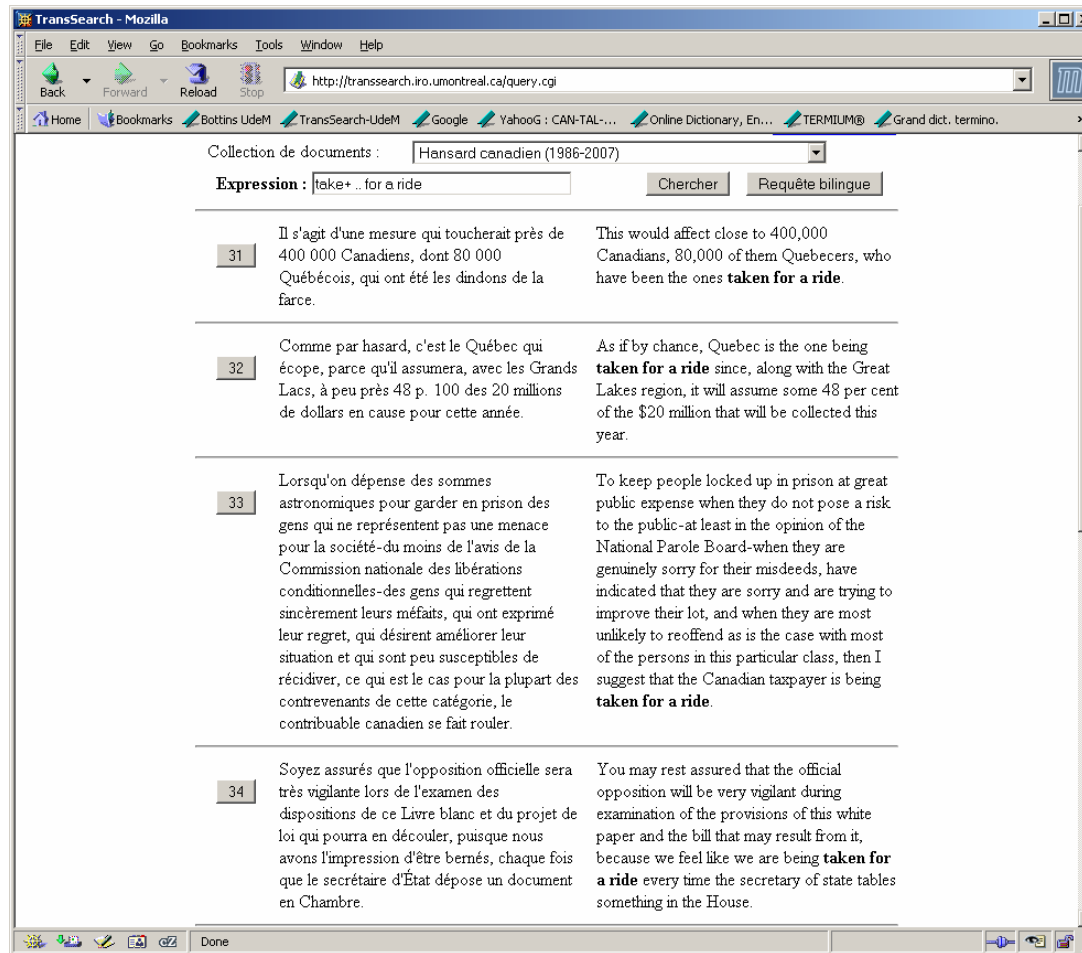 TransSearch - Mozilla
File Edit View Go Bookmarks Tools Window Help
Back Forward Reload Stop http://transsearch.iro.umontreal.ca/query.cgi
Home Bookmarks Bottins UdeM TransSearch-UdeM Google YahooG : CAN-TAL-... Online Dictionary, En... TERMIUM® Grand dict. termino.
Collection de documents : Hansard canadien (1986-2007)
Expression : take+ .. for a ride Chercher Requête bilingue
31
Il s'agit d'une mesure qui toucherait près de
400 000 Canadiens, dont 80 000
Québécois, qui ont été les dindons de la
farce.
This would affect close to 400,000
Canadians, 80,000 of them Quebecers, who
have been the ones taken for a ride.
32
Comme par hasard, c'est le Québec qui
écope, parce qu'il assumera, avec les Grands
Lacs, à peu près 48 p. 100 des 20 millions
de dollars en cause pour cette année.
As if by chance, Quebec is the one being
taken for a ride since, along with the Great
Lakes region, it will assume some 48 per cent
of the $20 million that will be collected this
year.
33
Lorsqu'on dépense des sommes
astronomiques pour garder en prison des
gens qui ne représentent pas une menace
pour la société-du moins de l'avis de la
Commission nationale des libérations
conditionnelles-des gens qui regrettent
sincèrement leurs méfaits, qui ont exprimé
leur regret, qui désirent améliorer leur
situation et qui sont peu susceptibles de
récidiver, ce qui est le cas pour la plupart des
contrevenants de cette catégorie, le
contribuable canadien se fait rouler.
To keep people locked up in prison at great
public expense when they do not pose a risk
to the public-at least in the opinion of the
National Parole Board-when they are
genuinely sorry for their misdeeds, have
indicated that they are sorry and are trying to
improve their lot, and when they are most
unlikely to reoffend as is the case with most
of the persons in this particular class, then I
suggest that the Canadian taxpayer is being
taken for a ride.
34
Soyez assurés que l'opposition officielle sera
très vigilante lors de l'examen des
dispositions de ce Livre blanc et du projet de
loi qui pourra en découler, puisque nous
avons l'impression d'être bernés, chaque fois
que le secrétaire d'État dépose un document
en Chambre.
You may rest assured that the official
opposition will be very vigilant during
examination of the provisions of this white
paper and the bill that may result from it,
because we feel like we are being taken for
a ride every time the secretary of state tables
something in the House.
Done